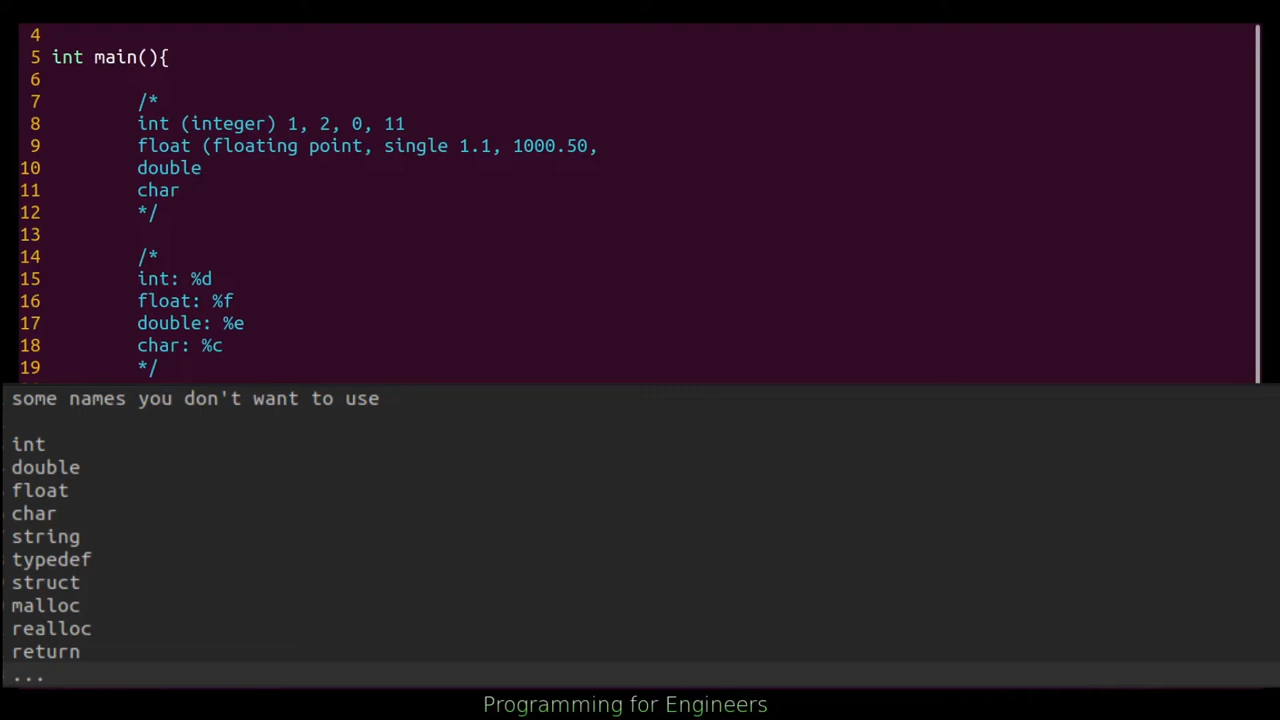 4
5 int main(){
6
7 /*
8 int (integer) 1, 2, 0, 11
9 float (floating point, single 1.1, 1000.50,
10 double
11 char
12 */
13
14 /*
15 int: %d
16 float: %f
17 double: %e
18 char: %c
19 */
some names you don't want to use
int
double
float
char
string
typedef
struct
malloc
realloc
return
...
Programming for Engineers